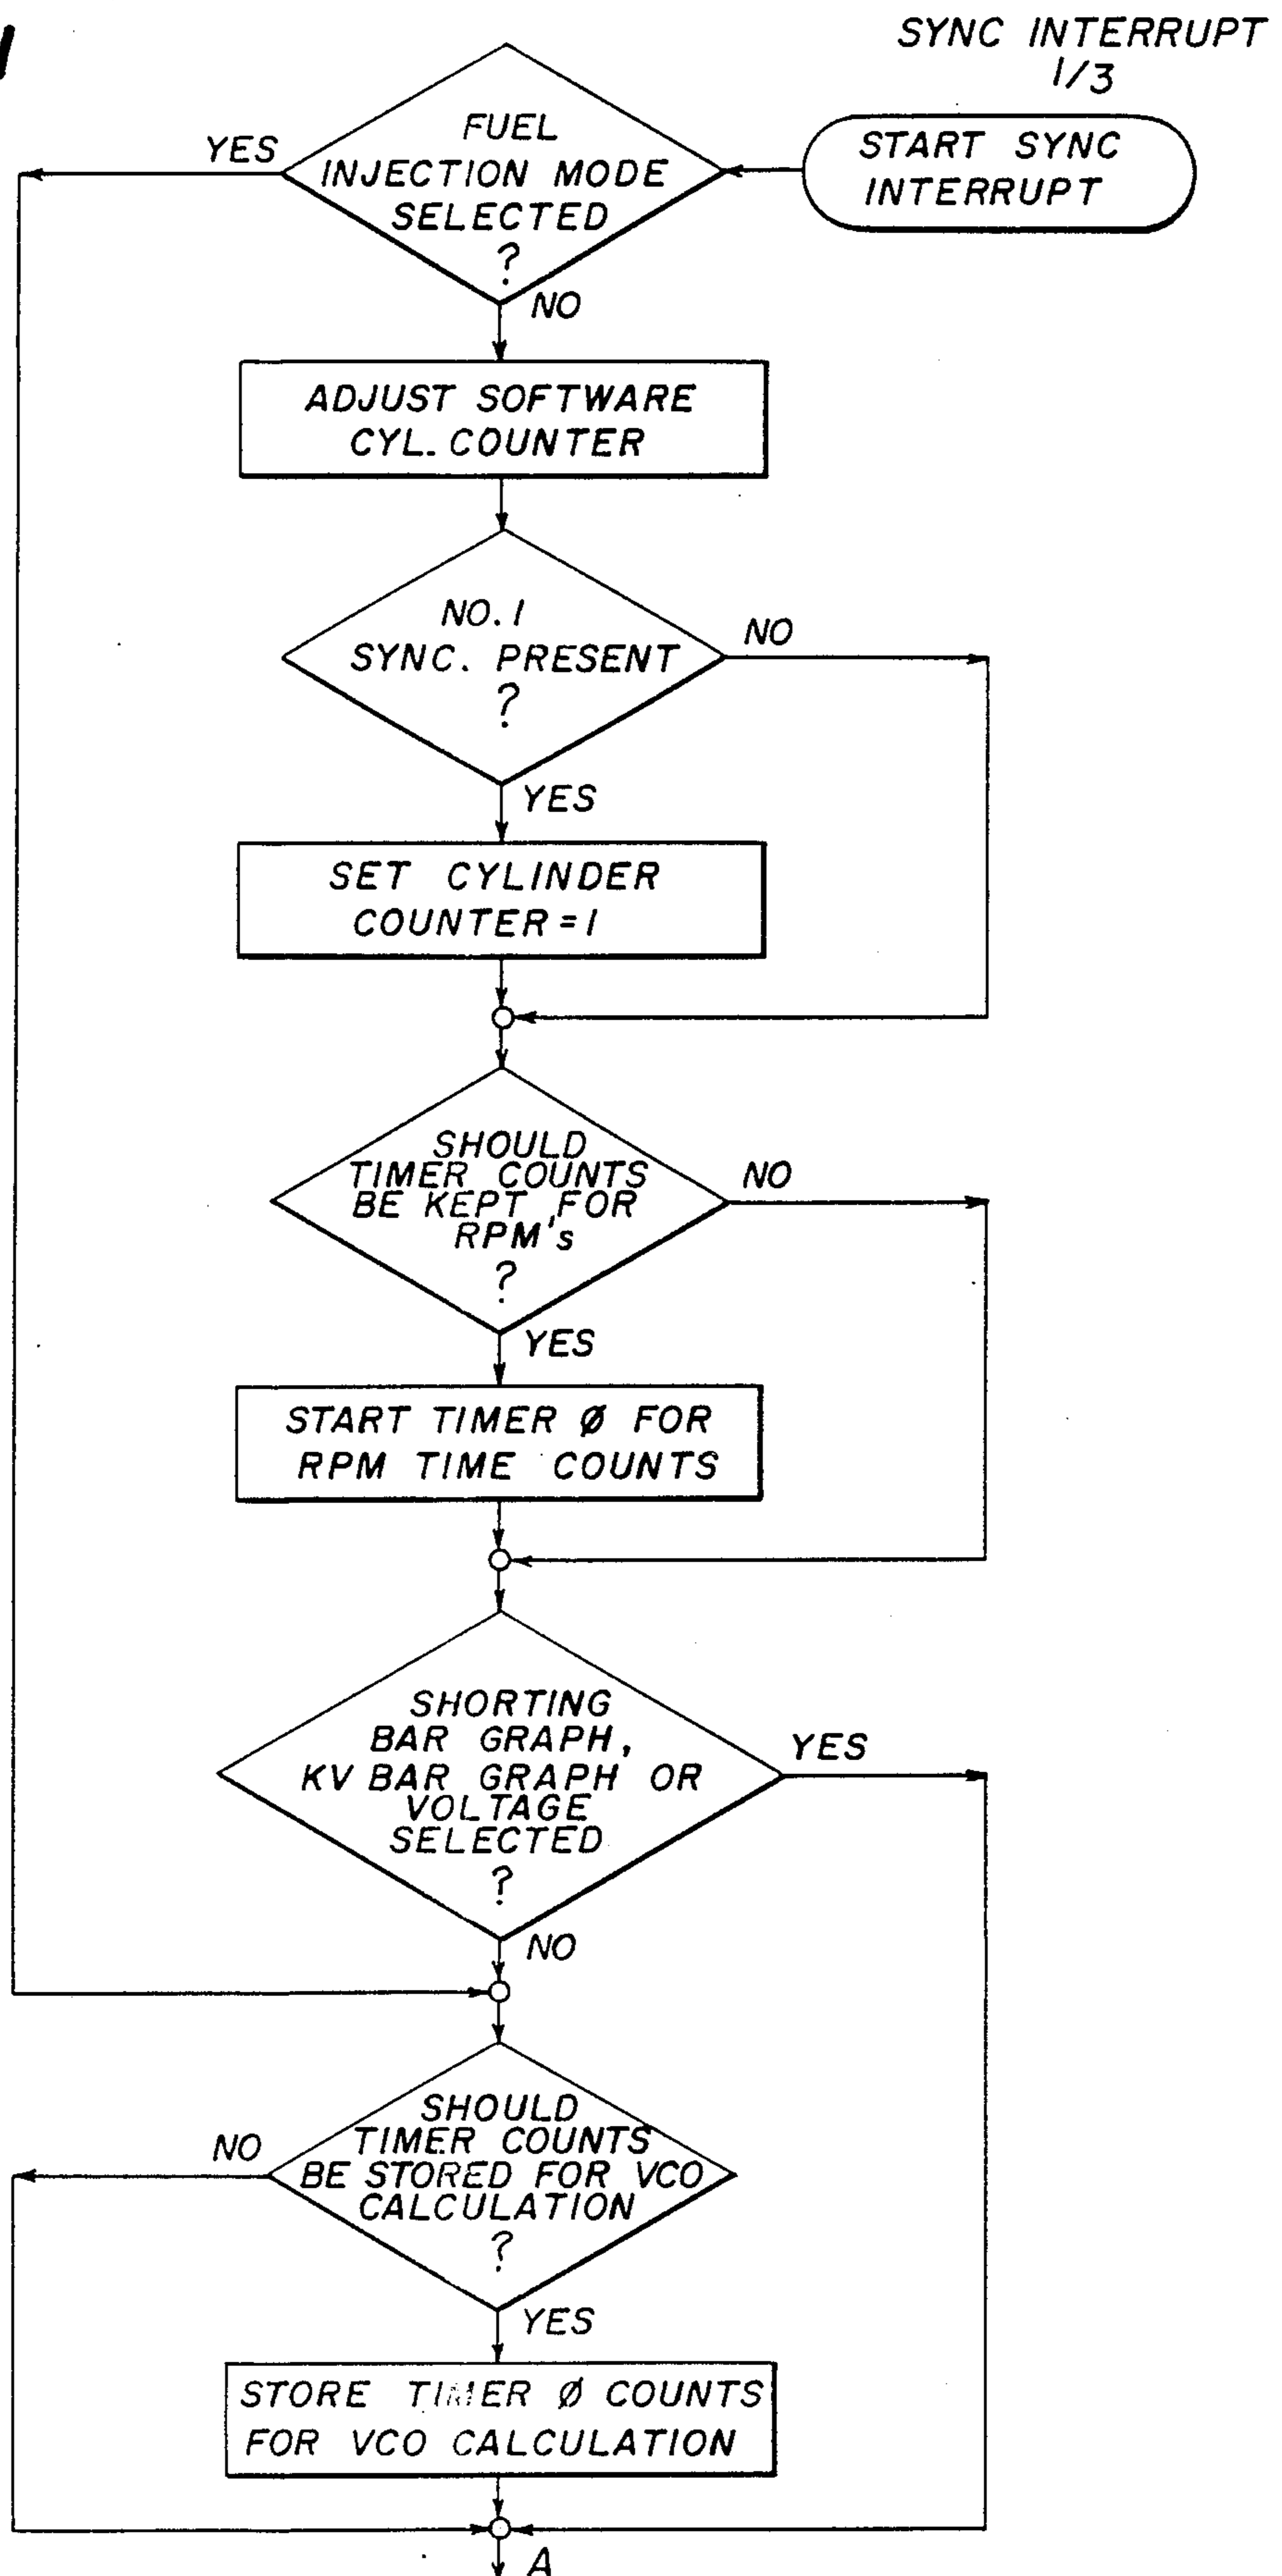 SYNC INTERRUPT
1/3
START SYNC
INTERRUPT
FUEL
INJECTION MODE
SELECTED
?
YES
NO
ADJUST SOFTWARE
CYL. COUNTER
NO. 1
SYNC. PRESENT
?
NO
YES
SET CYLINDER
COUNTER = 1
SHOULD
TIMER COUNTS
BE KEPT FOR
RPM's
?
NO
YES
START TIMER Ø FOR
RPM TIME COUNTS
SHORTING
BAR GRAPH,
KV BAR GRAPH OR
VOLTAGE
SELECTED
?
YES
NO
SHOULD
TIMER COUNTS
BE STORED FOR VCO
CALCULATION
?
NO
YES
STORE TIMER Ø COUNTS
FOR VCO CALCULATION
A